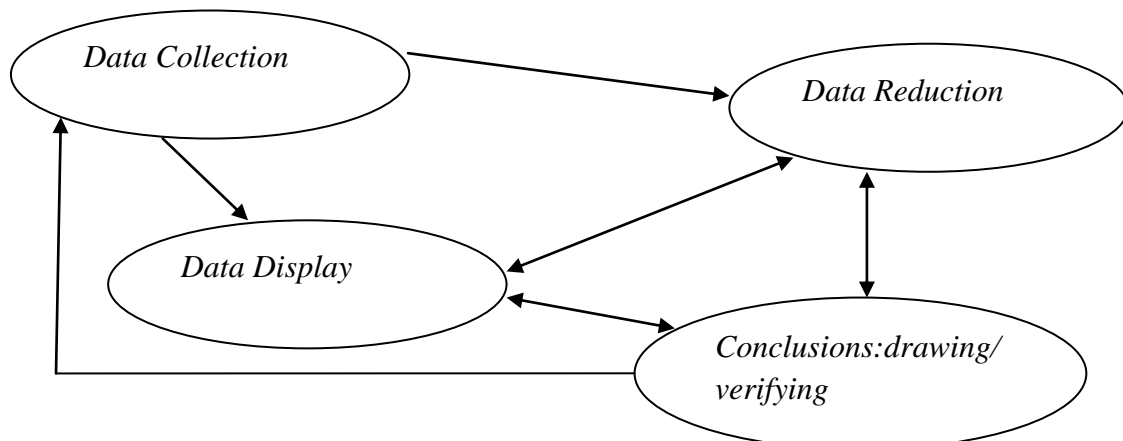 Data Collection
Data Reduction
Data Display
Conclusions:drawing/
verifying